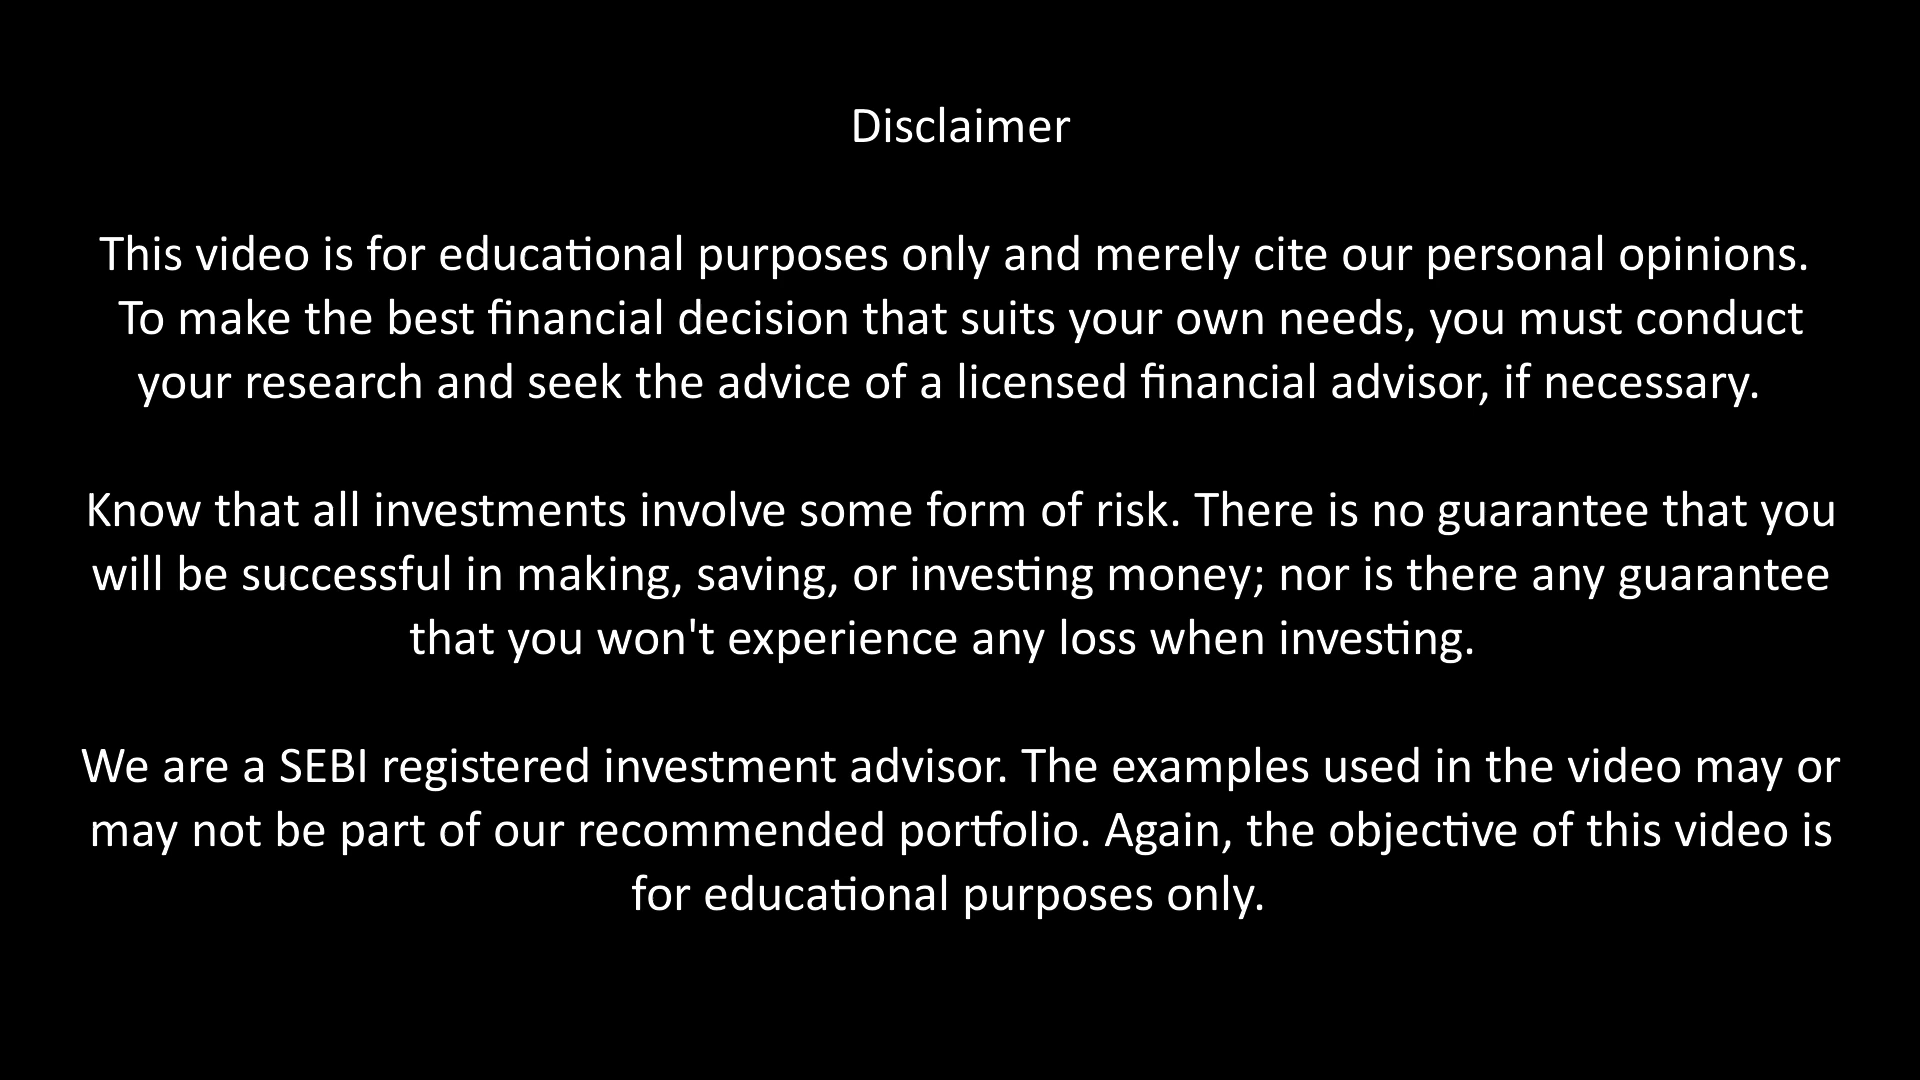 Disclaimer
This video is for educational purposes only and merely cite our personal opinions.
To make the best financial decision that suits your own needs, you must conduct
your research and seek the advice of a licensed financial advisor, if necessary.
Know that all investments involve some form of risk. There is no guarantee that you
will be successful in making, saving, or investing money; nor is there any guarantee
that you won't experience any loss when investing.
We are a SEBI registered investment advisor. The examples used in the video may or
may not be part of our recommended portfolio. Again, the objective of this video is
for educational purposes only.